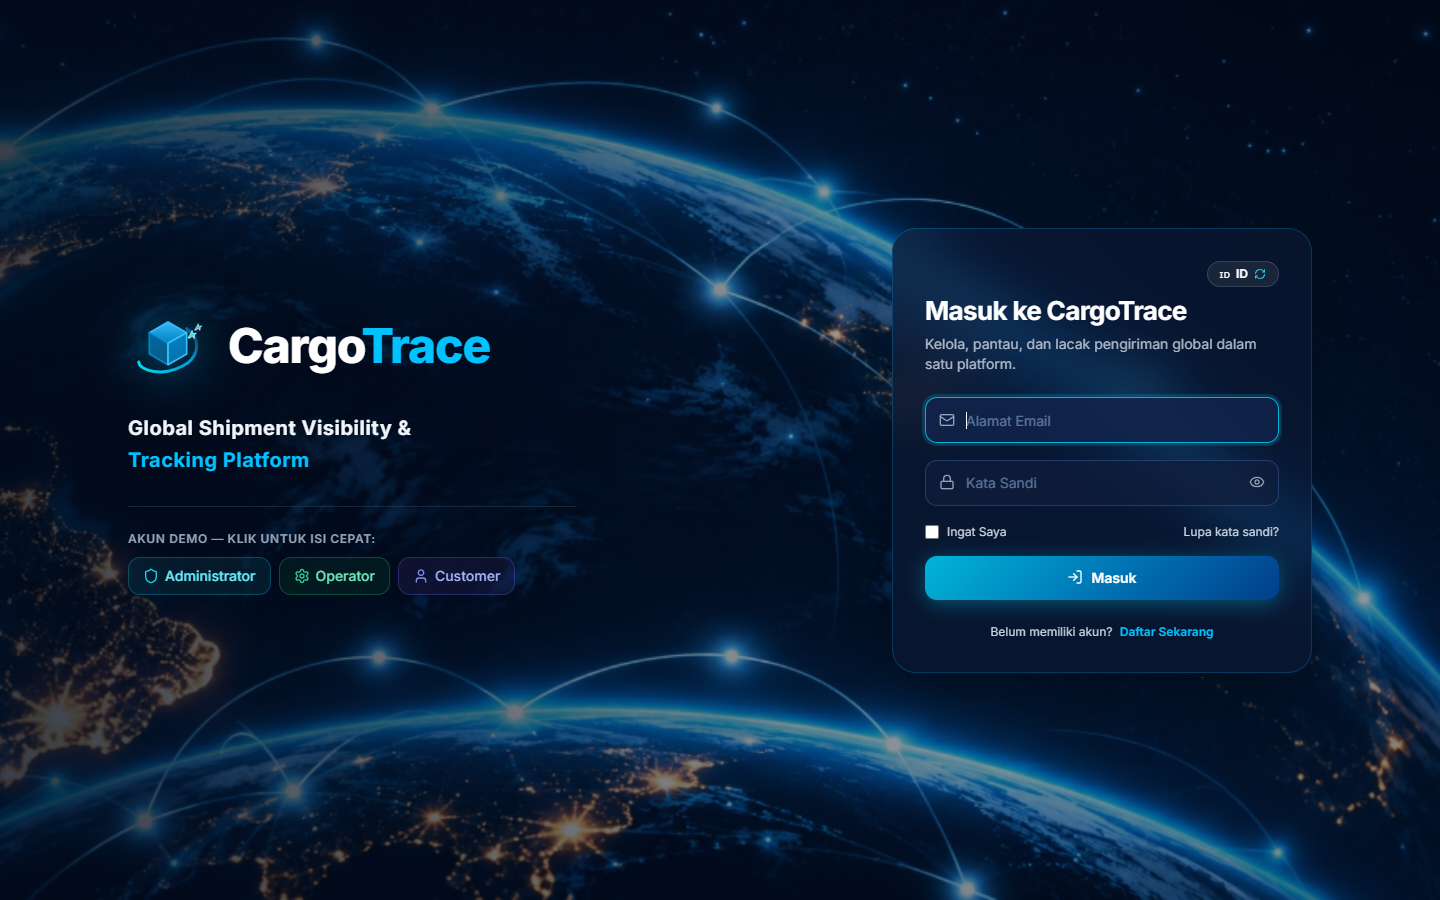 CargoTrace
Global Shipment Visibility &
Tracking Platform
AKUN DEMO — KLIK UNTUK ISI CEPAT:
Administrator
Operator
Customer
ID ID
Masuk ke CargoTrace
Kelola, pantau, dan lacak pengiriman global dalam
satu platform.
Alamat Email
Kata Sandi
Ingat Saya
Lupa kata sandi?
Masuk
Belum memiliki akun? Daftar Sekarang